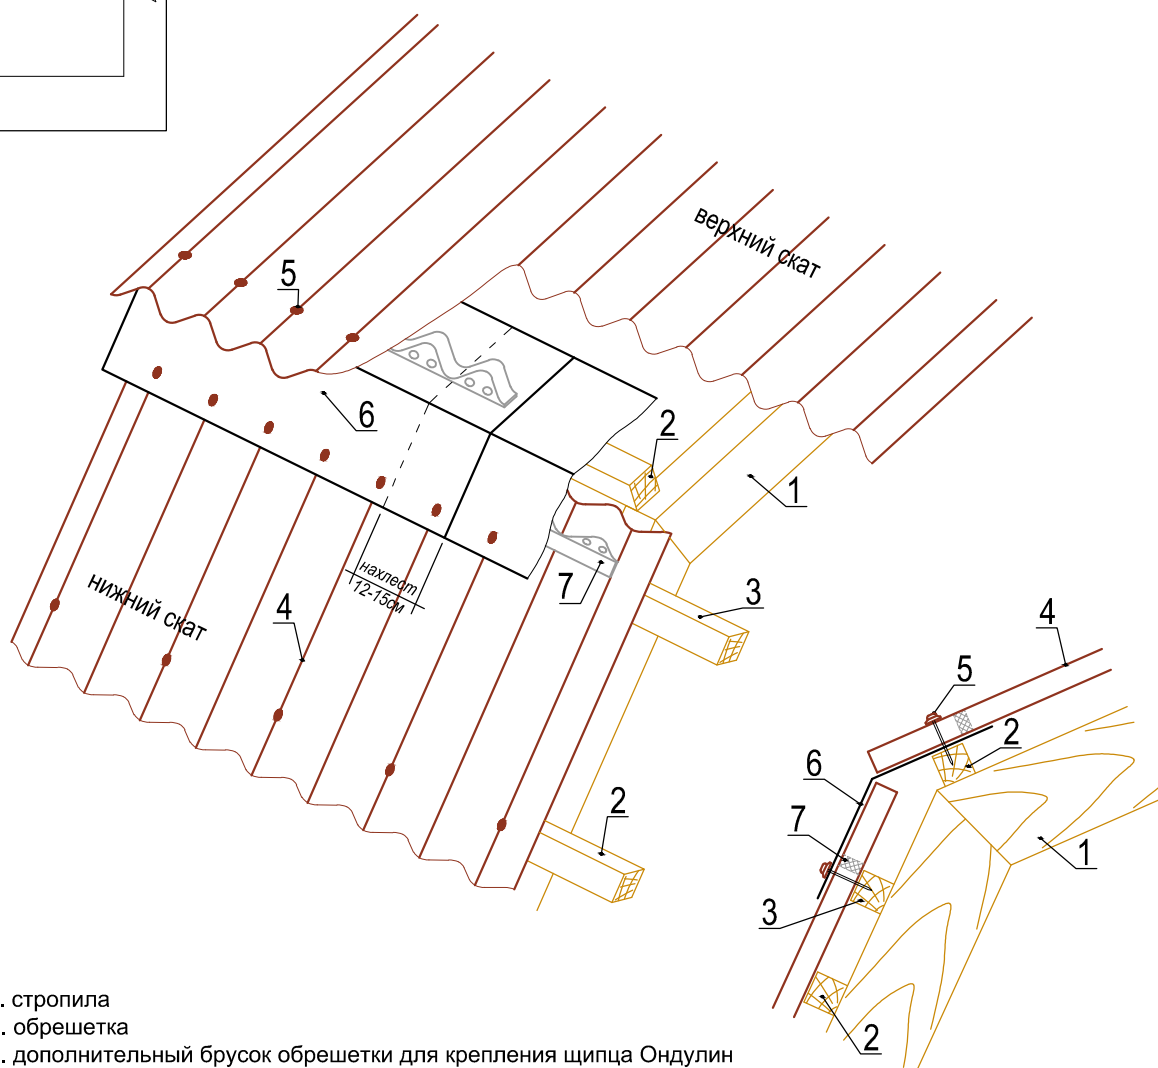 верхний скат
5
6
2
1
нахлест
12-15см
7
3
нижний скат
4
2
4
5
2
6
7
1
3
2
. стропила
. обрешетка
. дополнительный брусок обрешетки для крепления щипца Ондулин